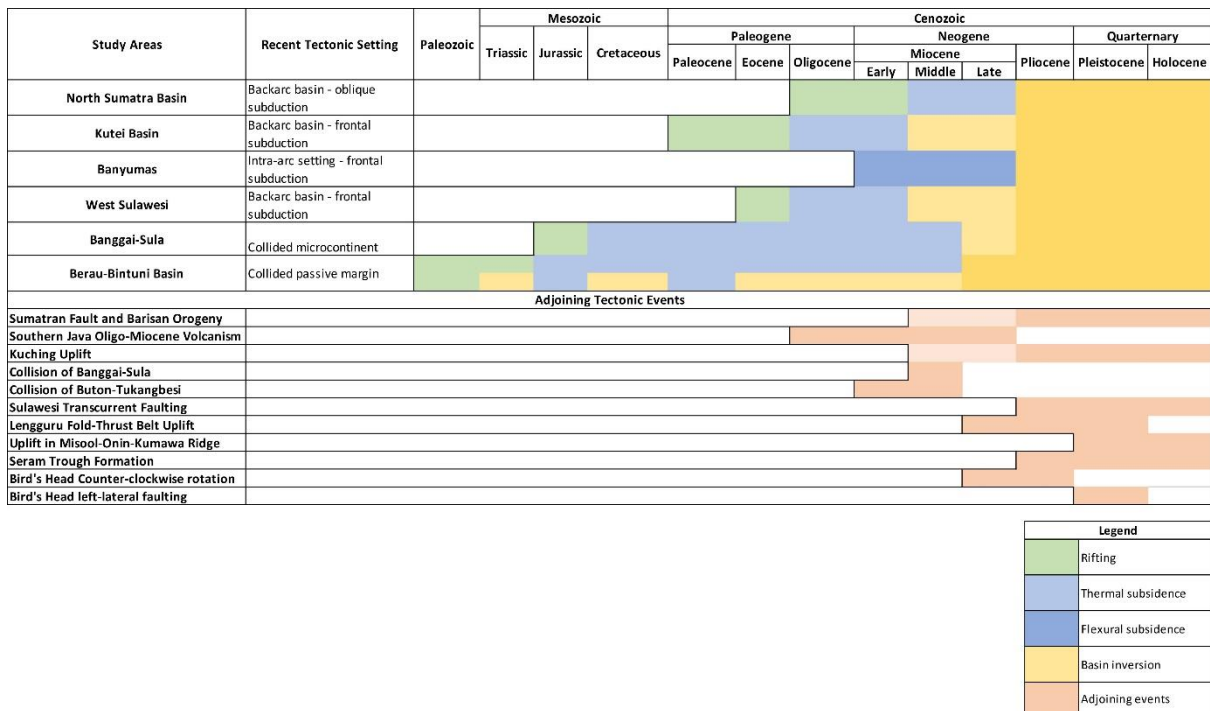 Study Areas
Recent Tectonic Setting
Paleozoic
Mesozoic
Cenozoic
Triassic
Jurassic
Cretaceous
Paleogene
Neogene
Quarternary
Paleocene
Eocene
Oligocene
Miocene
Early
Middle
Late
Pliocene
Pleistocene
Holocene
North Sumatra Basin
Backarc basin - oblique
subduction
Kutei Basin
Backarc basin - frontal
subduction
Banyumas
Intra-arc setting - frontal
subduction
West Sulawesi
Backarc basin - frontal
subduction
Banggai-Sula
Collided microcontinent
Berau-Bintuni Basin
Collided passive margin
Adjoining Tectonic Events
Sumatran Fault and Barisan Orogeny
Southern Java Oligo-Miocene Volcanism
Kuching Uplift
Collision of Banggai-Sula
Collision of Buton-Tukangbesi
Sulawesi Transcurrent Faulting
Lengguru Fold-Thrust Belt Uplift
Uplift in Misool-Onin-Kumawa Ridge
Seram Trough Formation
Bird's Head Counter-clockwise rotation
Bird's Head left-lateral faulting
Legend
Rifting
Thermal subsidence
Flexural subsidence
Basin inversion
Adjoining events